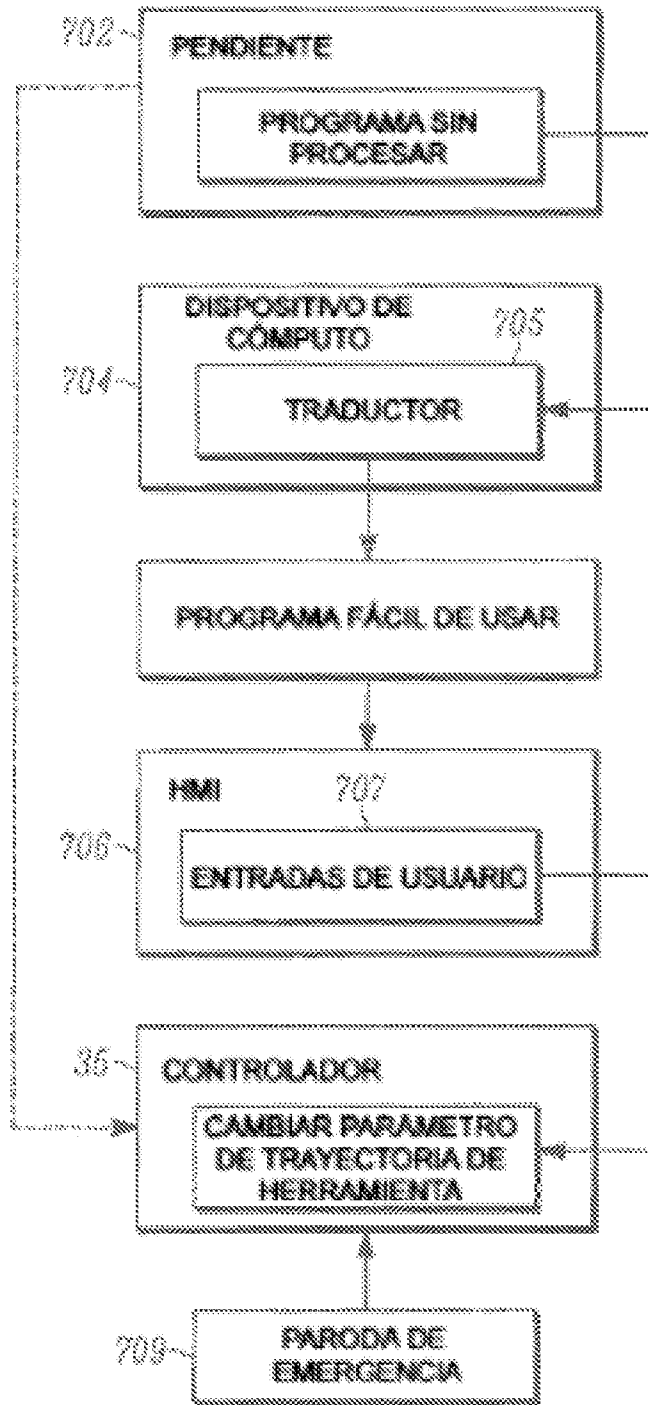 702
PENDIENTE
PROGRAMA SIN
PROCESAR
DISPOSITIVO DE
CÓMPUTO
705
704
TRADUCTOR
PROGRAMA FÁCIL DE USAR
HMI
707
706
ENTRADAS DE USUARIO
35
CONTROLADOR
CAMBIAR PARÁMETRO
DE TRAYECTORIA DE
HERRAMIENTA
709
PARODA DE
EMERGENCIA